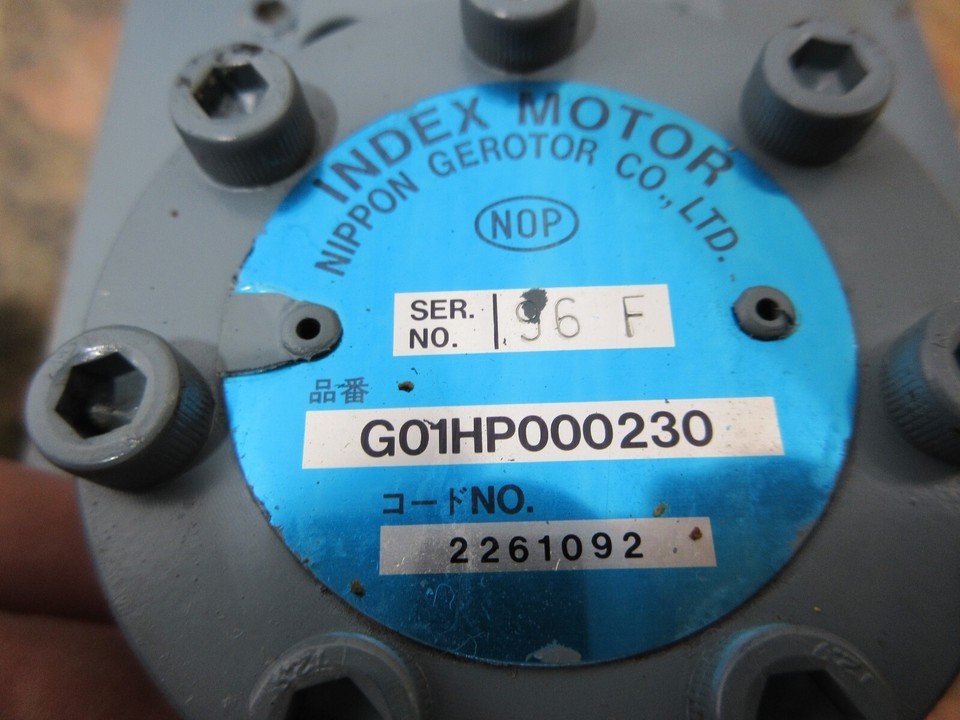 INDEX MOTOR
NIPPON GEROTOR CO., LTD.
NOP
SER. NO. 96 F
品番
G01HP000230
コードNO.
2261092